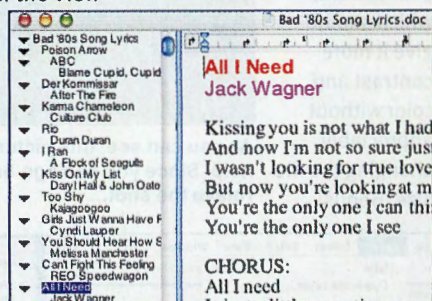 Bad '80s Song Lyrics.doc
Bad '80s Song Lyrics
Poison Arrow
ABC
Blame Cupid, Cupid
Der Kommissar
After The Fire
Karma Chameleon
Culture Club
Rio
Duran Duran
I Ran
A Flock of Seagulls
Kiss On My List
Daryl Hall & John Oate
Too Shy
Kajagoogoo
Girls Just Wanna Have F
Cyndi Lauper
You Should Hear How S
Melissa Manchester
Can't Fight This Feeling
REO Speedwagon
All I Need
Jack Wagner
All I Need
Jack Wagner
Kissing you is not what I had
And now I'm not so sure just
I wasn't looking for true love
But now you're looking at m
You're the only one I can thi
You're the only one I see
CHORUS:
All I need